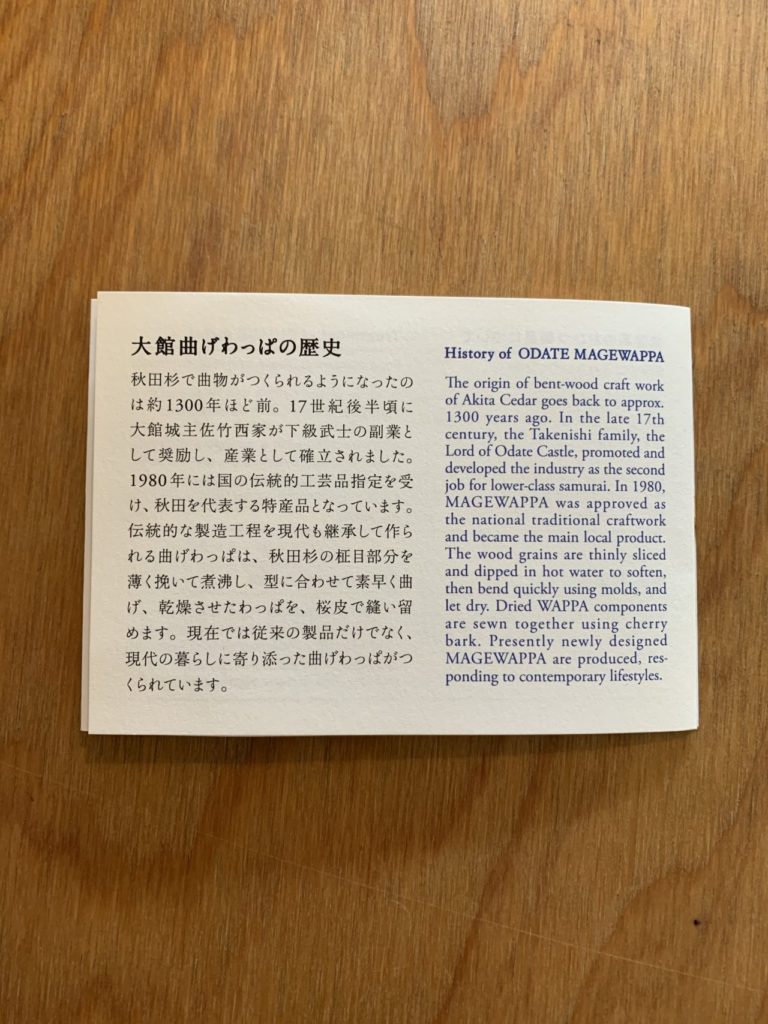 大館曲げわっぱの歴史
秋田杉で曲物がつくられるようになったの
は約1300年ほど前。17世紀後半頃に
大館城主佐竹西家が下級武士の副業と
して奨励し、産業として確立されました。
1980年には国の伝統的工芸品指定を受
け、秋田を代表する特産品となっています。
伝統的な製造工程を現代も継承して作ら
れる曲げわっぱは、秋田杉の柾目部分を
薄く挽いて煮沸し、型に合わせて素早く曲
げ、乾燥させたわっぱを、桜皮で縫い留
めます。現在では従来の製品だけでなく、
現代の暮らしに寄り添った曲げわっぱがつ
くられています。
History of ODATE MAGEWAPPA
The origin of bent-wood craft work
of Akita Cedar goes back to approx.
1300 years ago. In the late 17th
century, the Takenishi family, the
Lord of Odate Castle, promoted and
developed the industry as the second
job for lower-class samurai. In 1980,
MAGEWAPPA was approved as
the national traditional craftwork
and became the main local product.
The wood grains are thinly sliced
and dipped in hot water to soften,
then bend quickly using molds, and
let dry. Dried WAPPA components
are sewn together using cherry
bark. Presently newly designed
MAGEWAPPA are produced, res-
ponding to contemporary lifestyles.